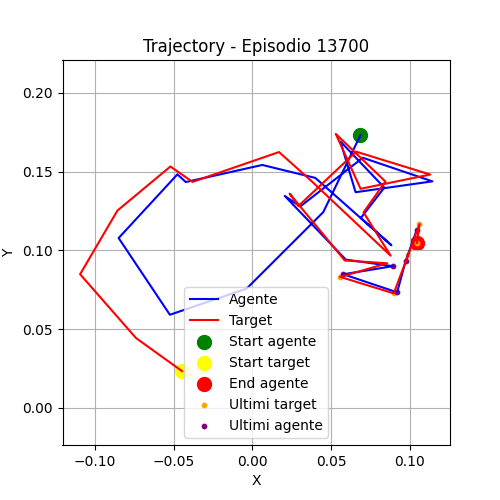 Trajectory - Episodio 13700
0.20
0.15
0.10
0.05
0.00
Y
−0.10
−0.05
0.00
0.05
0.10
X
Agente
Target
Start agente
Start target
End agente
Ultimi target
Ultimi agente